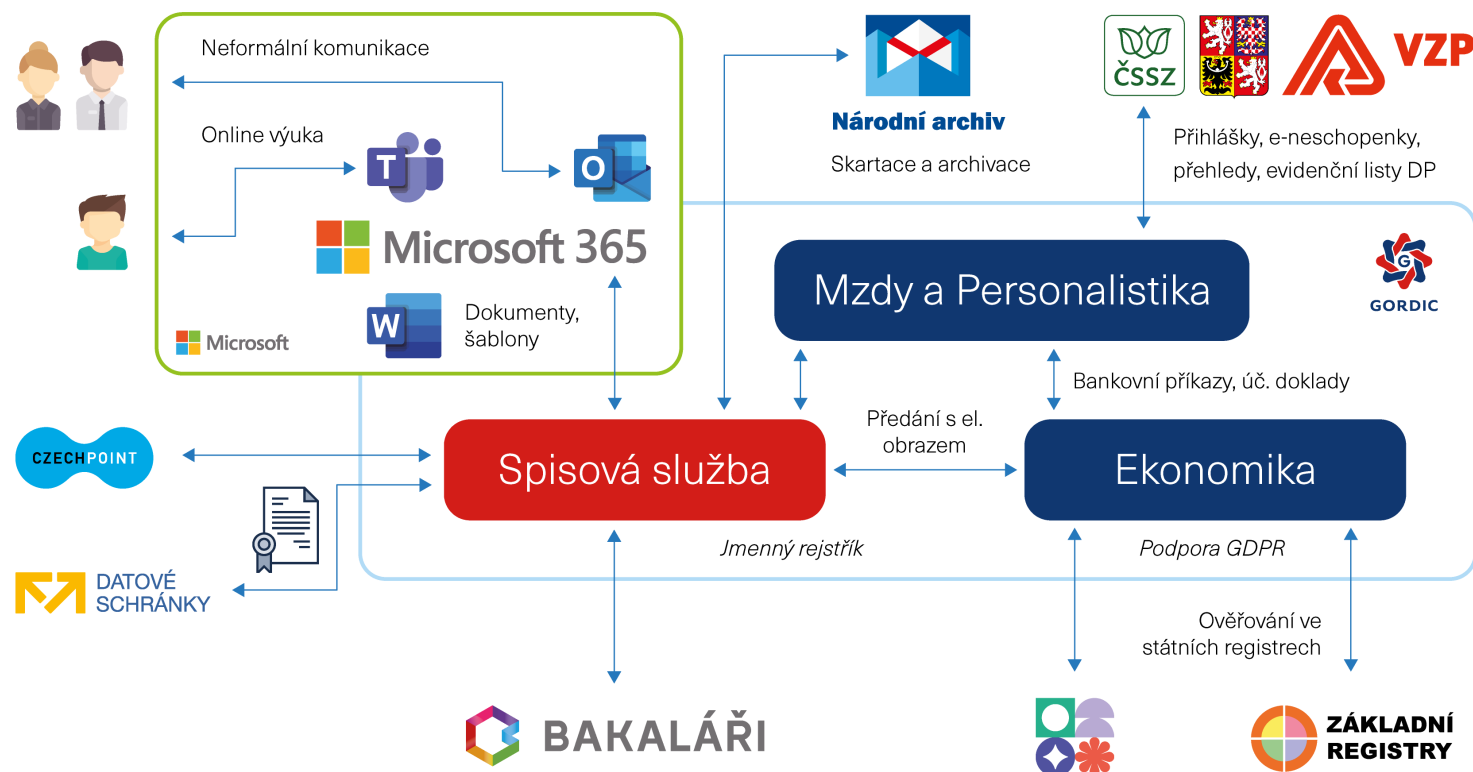 Neformální komunikace
Online výuka
T
O
Microsoft 365
W
Dokumenty,
šablony
Microsoft
Národní archiv
Skartace a archivace
ČSSZ
VZP
Přihlášky, e-neschopenky,
přehledy, evidenční listy DP
Mzdy a Personalistika
G
GORDIC
Bankovní příkazy, úč. doklady
CZECHPOINT
Spisová služba
Předání s el.
obrazem
Ekonomika
Jmenný rejstřík
Podpora GDPR
DATOVÉ
SCHRÁNKY
Ověřování ve
státních registrech
BAKALÁŘI
ZÁKLADNÍ
REGISTRY